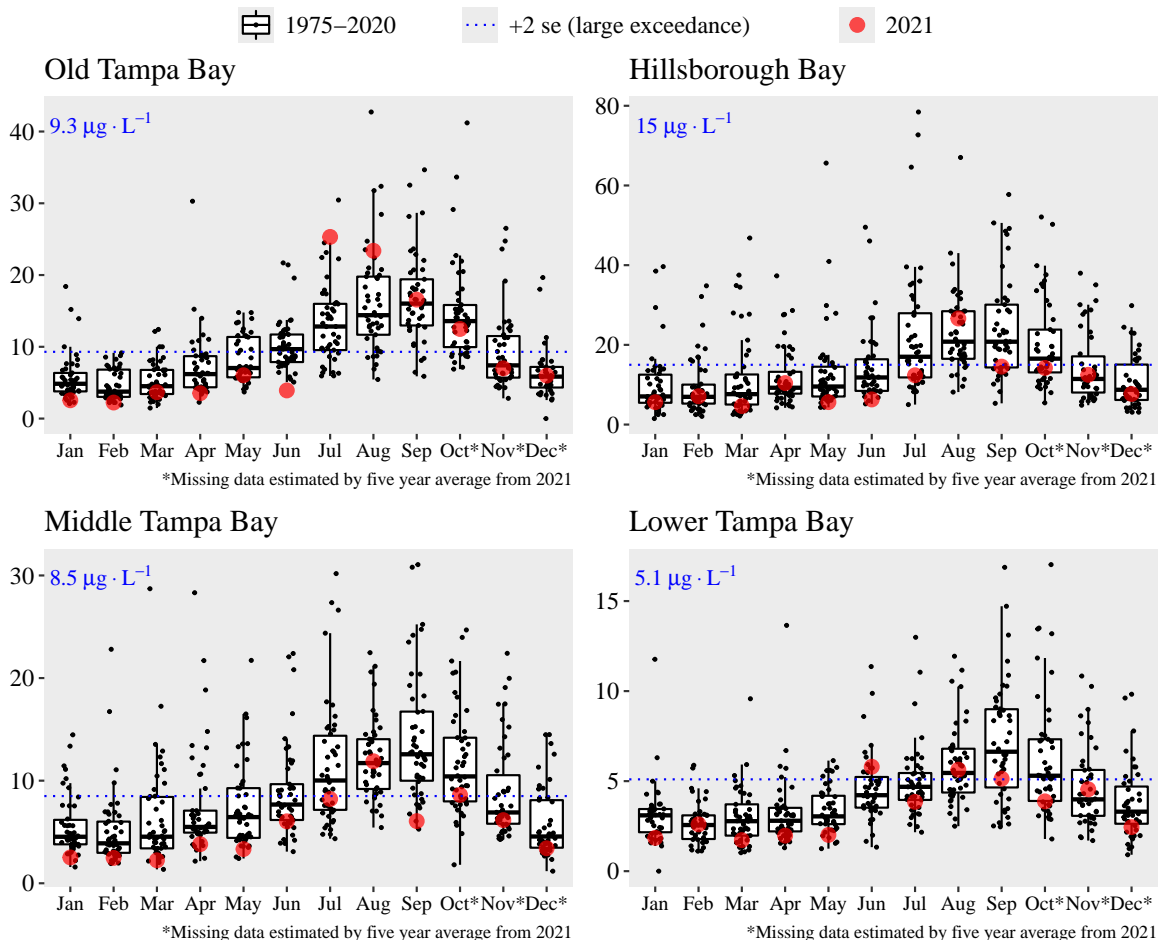 1975−2020 +2 se (large exceedance) 2021
Old Tampa Bay
9.3 μg · L⁻¹
40
30
20
10
0
Jan Feb Mar Apr May Jun Jul Aug Sep Oct* Nov* Dec*
*Missing data estimated by five year average from 2021
Hillsborough Bay
15 μg · L⁻¹
80
60
40
20
0
Jan Feb Mar Apr May Jun Jul Aug Sep Oct* Nov* Dec*
*Missing data estimated by five year average from 2021
Middle Tampa Bay
8.5 μg · L⁻¹
30
20
10
0
Jan Feb Mar Apr May Jun Jul Aug Sep Oct* Nov* Dec*
*Missing data estimated by five year average from 2021
Lower Tampa Bay
5.1 μg · L⁻¹
15
10
5
0
Jan Feb Mar Apr May Jun Jul Aug Sep Oct* Nov* Dec*
*Missing data estimated by five year average from 2021